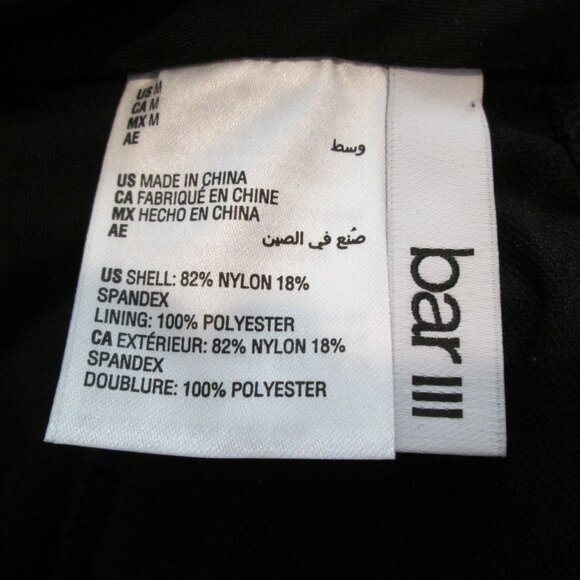 US M
CA M
MX M
AE وسط
US MADE IN CHINA
CA FABRIQUÉ EN CHINE
MX HECHO EN CHINA
AE صُنع في الصين
US SHELL: 82% NYLON 18%
SPANDEX
LINING: 100% POLYESTER
CA EXTÉRIEUR: 82% NYLON 18%
SPANDEX
DOUBLURE: 100% POLYESTER
bar III